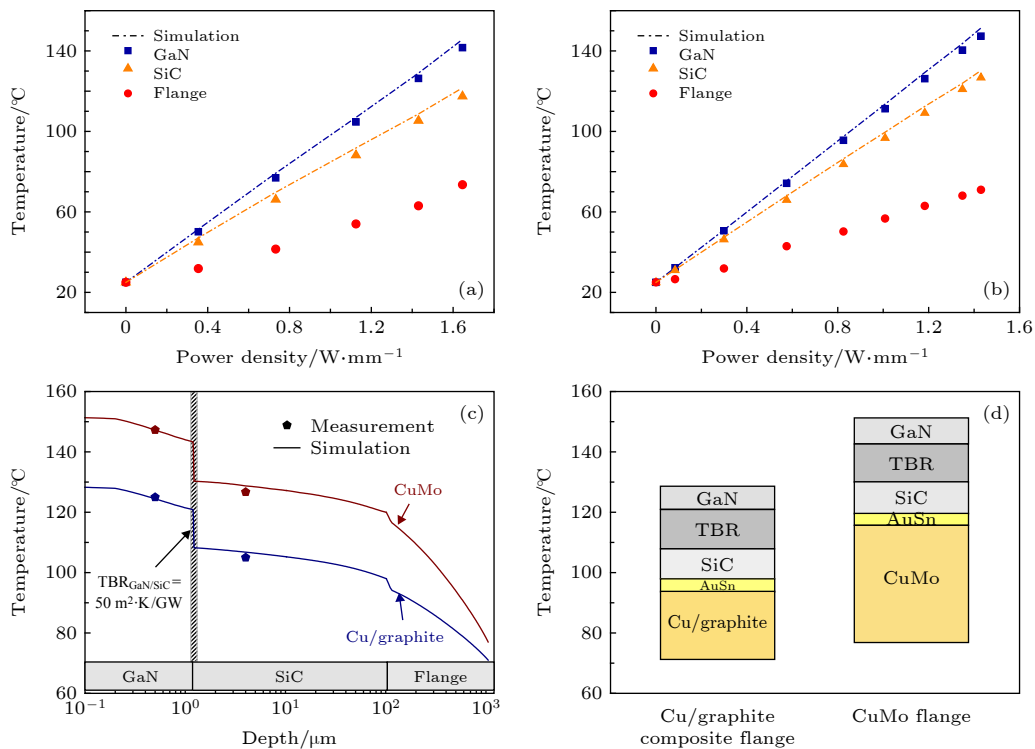 Temperature/℃
140
100
60
20
Simulation
GaN
SiC
Flange
(a)
0 0.4 0.8 1.2 1.6
Power density/W·mm⁻¹
Temperature/℃
140
100
60
20
Simulation
GaN
SiC
Flange
(b)
0 0.4 0.8 1.2 1.6
Power density/W·mm⁻¹
Temperature/℃
160
140
120
100
80
60
(c)
Measurement
Simulation
CuMo
TBR_GaN/SiC=
50 m²·K/GW
Cu/graphite
GaN SiC Flange
10⁻¹ 10⁰ 10¹ 10² 10³
Depth/μm
Temperature/℃
160
140
120
100
80
60
(d)
GaN
TBR
SiC
AuSn
Cu/graphite
GaN
TBR
SiC
AuSn
CuMo
Cu/graphite
composite flange
CuMo flange